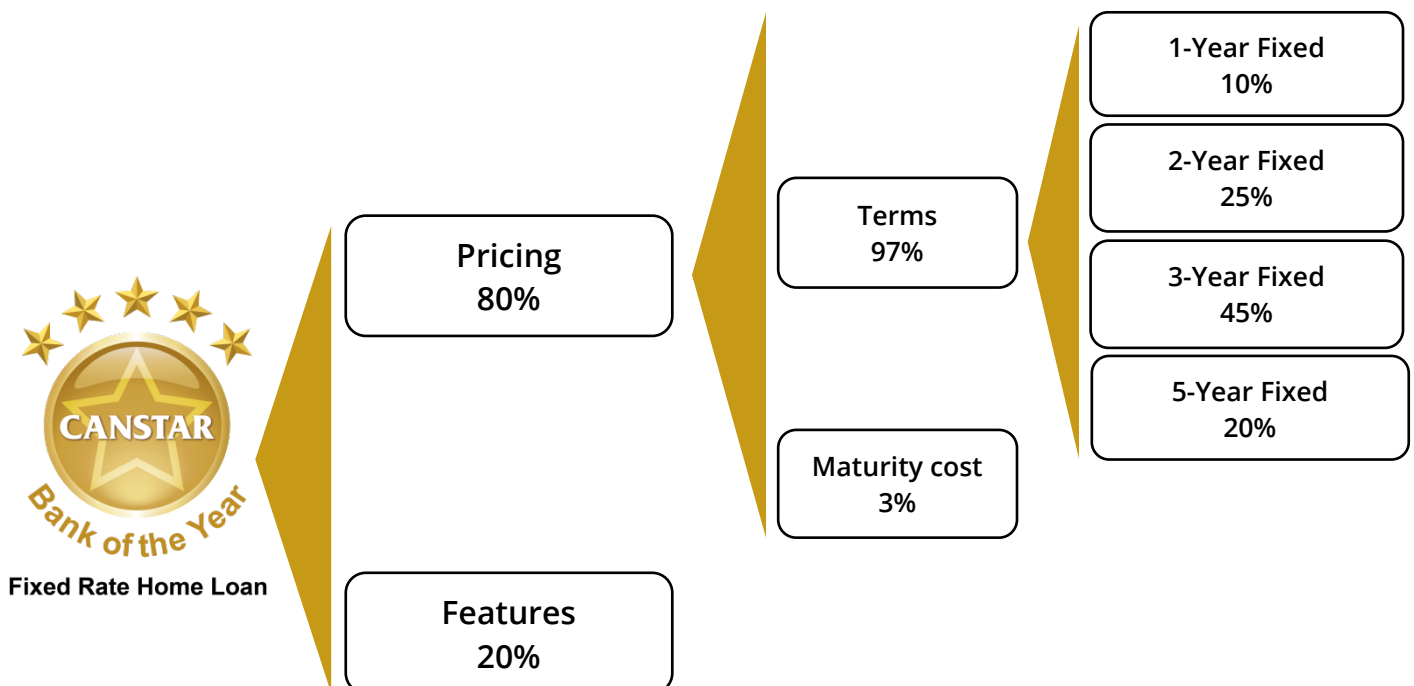 CANSTAR
Bank of the Year
Fixed Rate Home Loan
Pricing
80%
Features
20%
Terms
97%
Maturity cost
3%
1-Year Fixed
10%
2-Year Fixed
25%
3-Year Fixed
45%
5-Year Fixed
20%